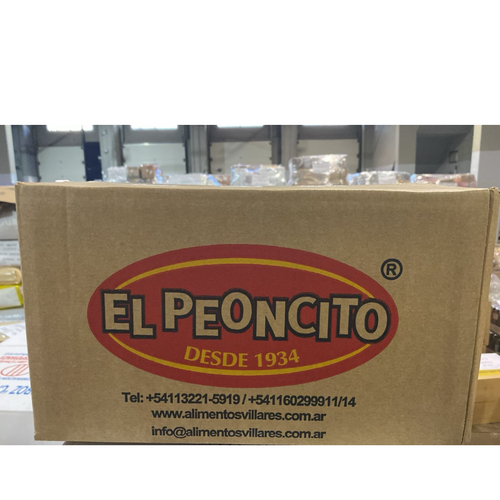 EL PEONCITO
®
DESDE 1934
Tel: +54113221-5919 / +541160299911/14
www.alimentosvillares.com.ar
info@alimentosvillares.com.ar